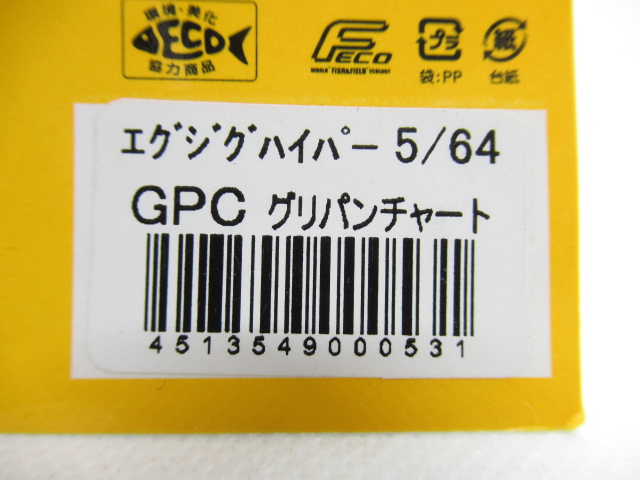 環境・美化
ECO
協力商品
FECO
WORLD "FISH&FIELD" ECOLOGY
プラ
袋:PP
紙
台紙
エグジグハイパー 5/64
GPC グリパンチャート
4513549000531